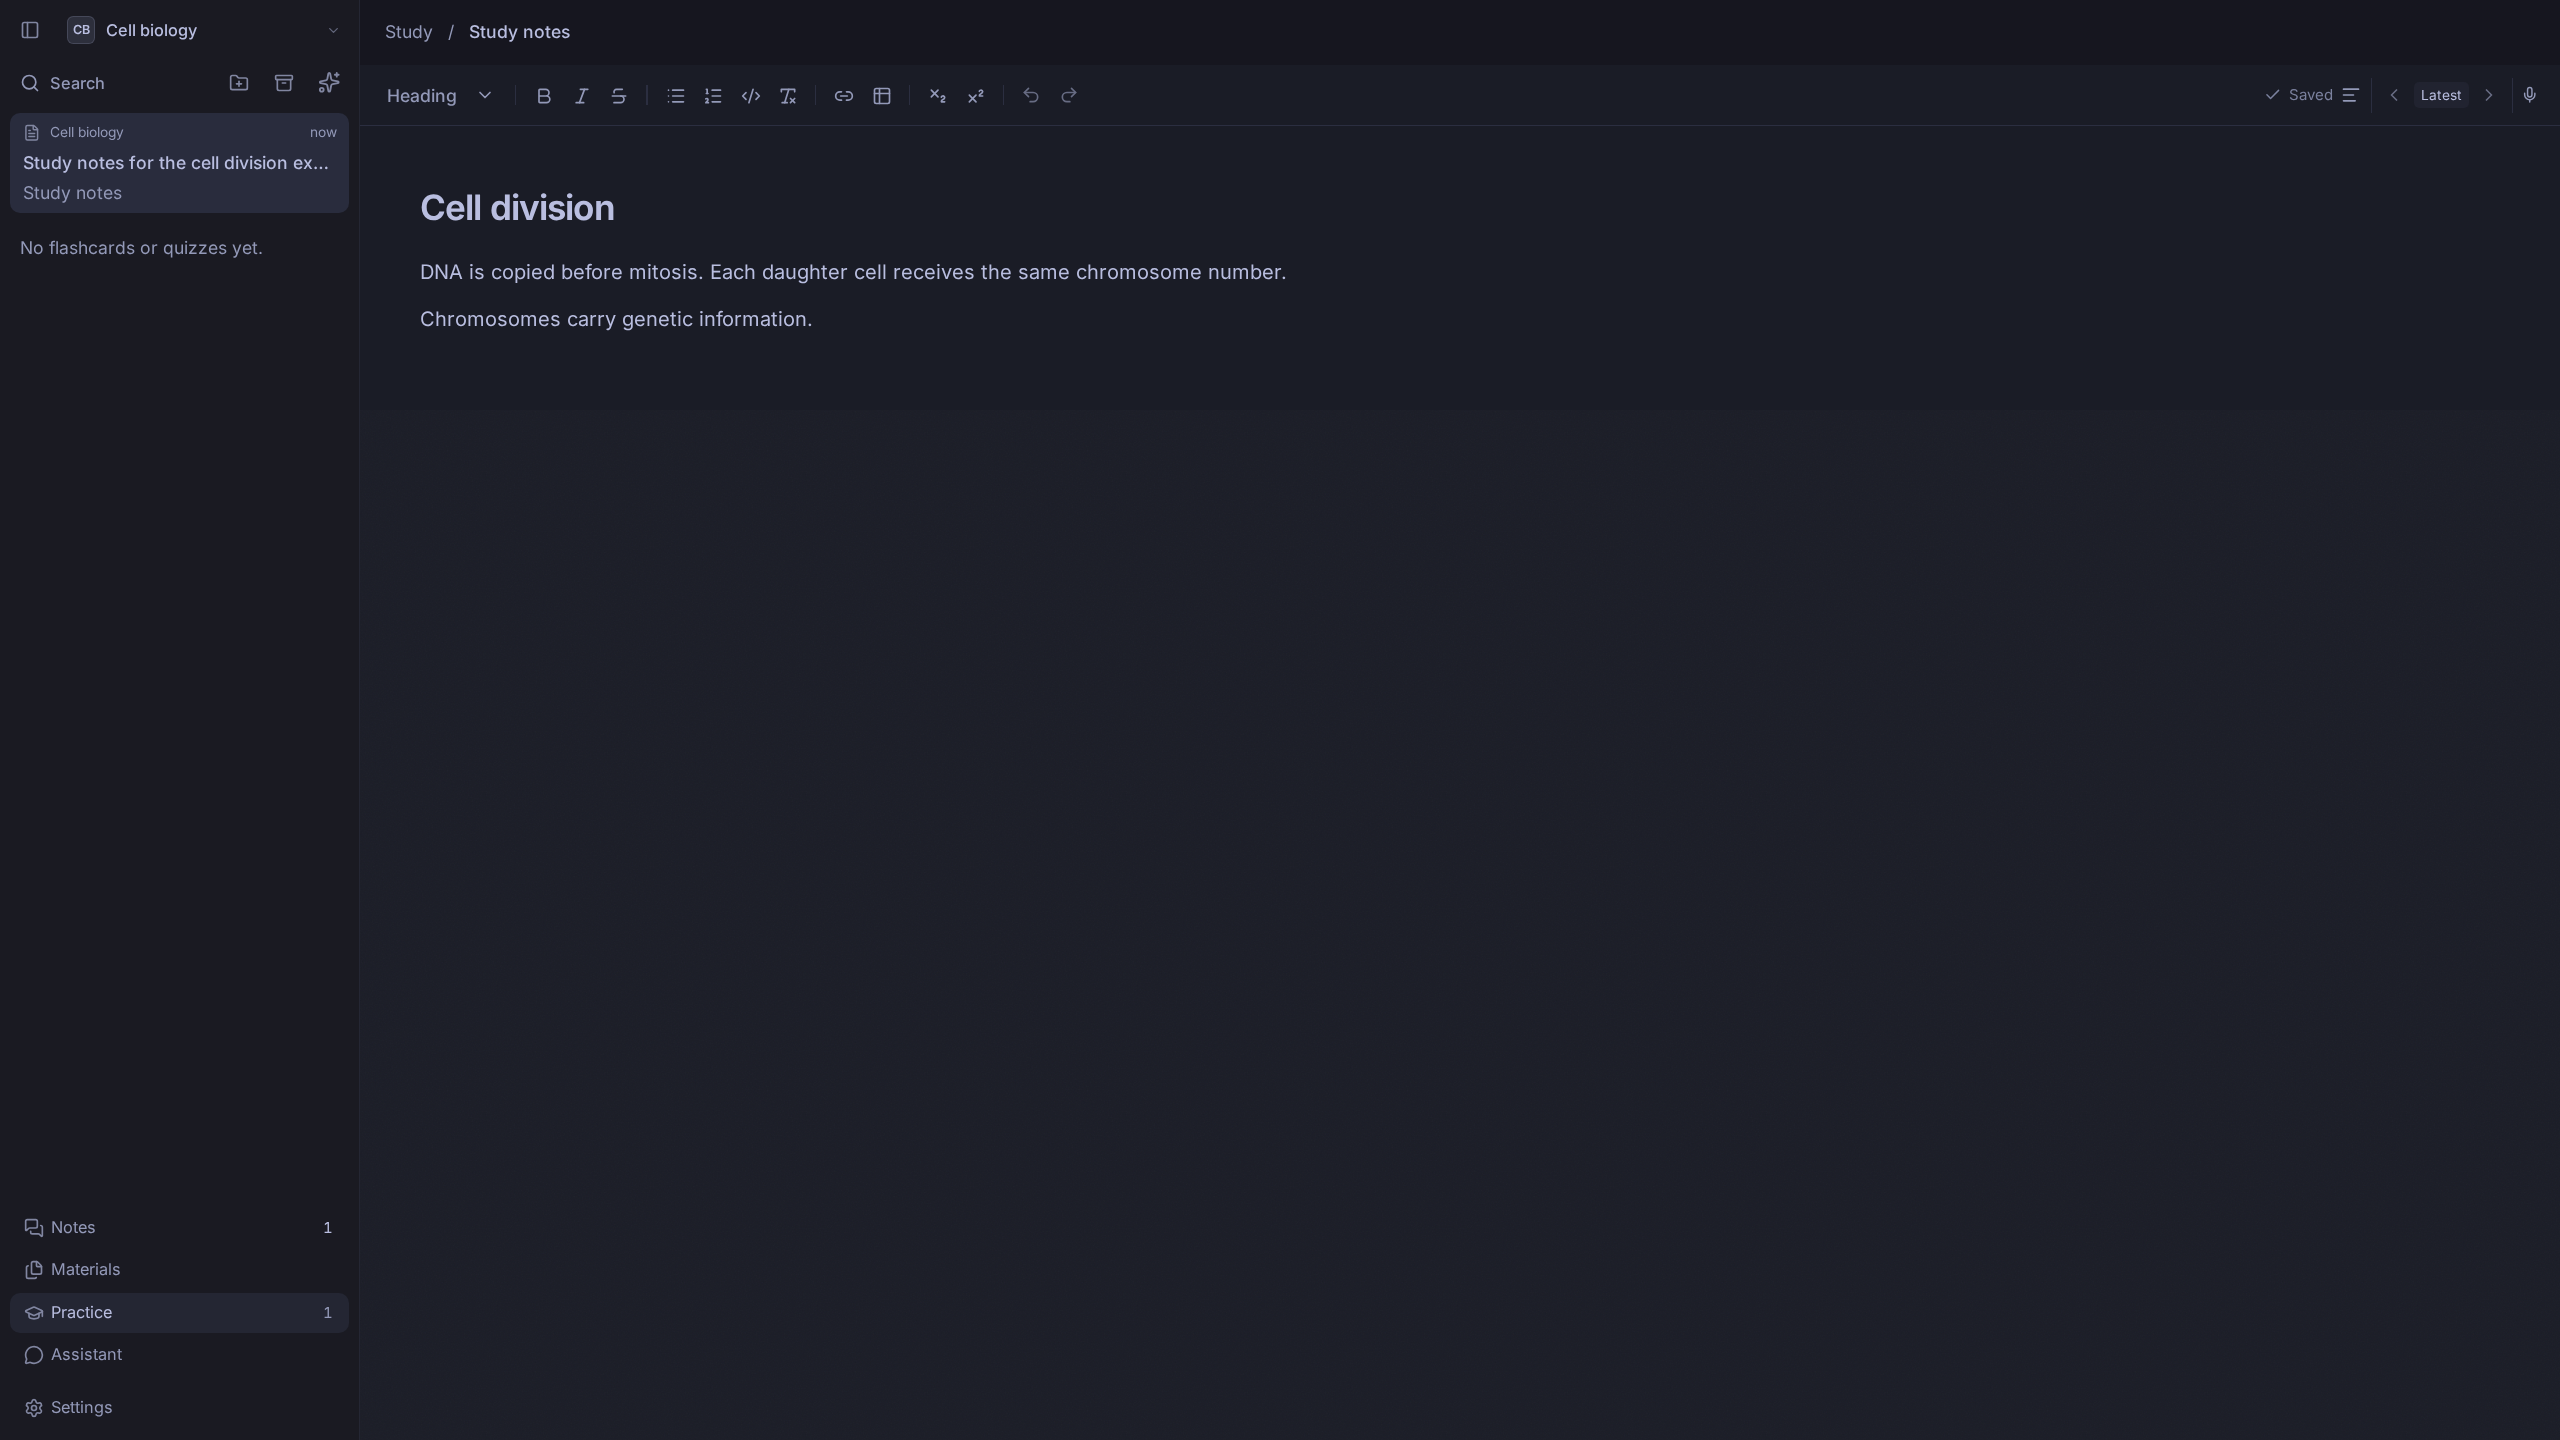 CB Cell biology
Search
Cell biology now
Study notes for the cell division ex...
Study notes
No flashcards or quizzes yet.
Notes 1
Materials
Practice 1
Assistant
Settings
Study / Study notes
Heading
Saved
Latest
Cell division
DNA is copied before mitosis. Each daughter cell receives the same chromosome number.
Chromosomes carry genetic information.